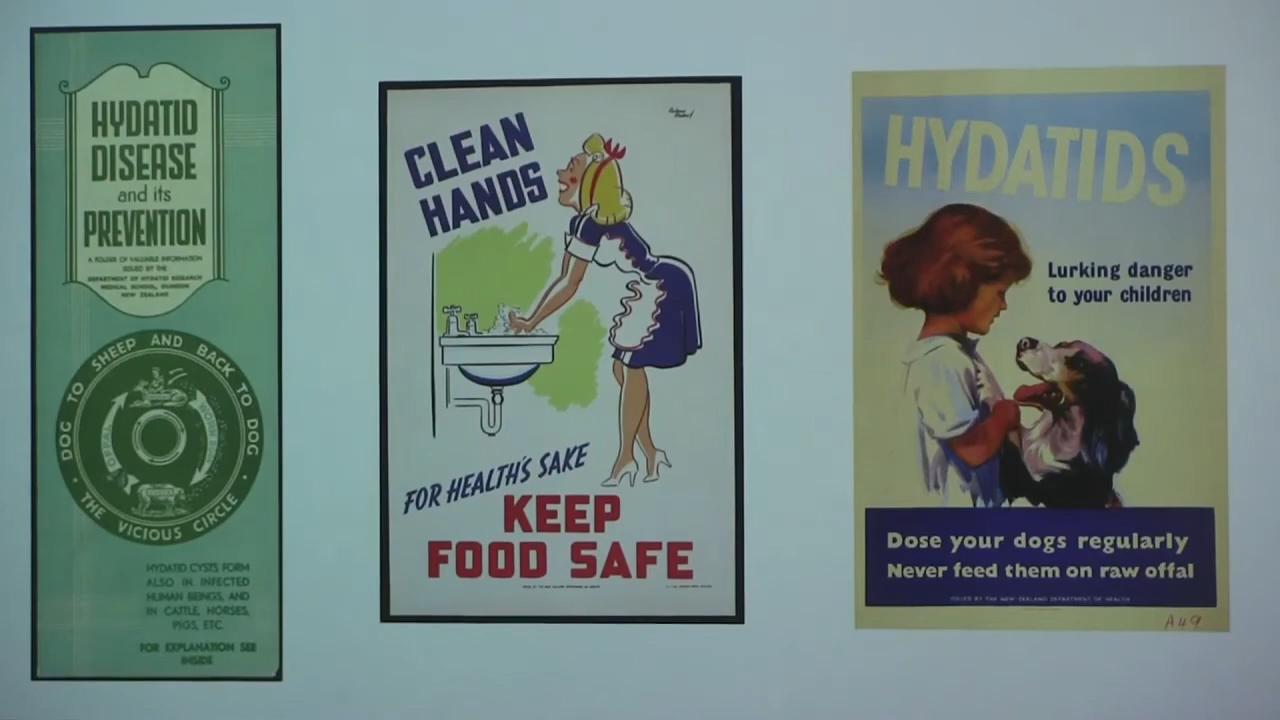 HYDATID
DISEASE
and its
PREVENTION
A FOLDER OF VALUABLE INFORMATION
ISSUED BY THE
DEPARTMENT OF HYDATID RESEARCH
MEDICAL SCHOOL, DUNEDIN
NEW ZEALAND
DOG TO SHEEP AND BACK TO DOG
• THE VICIOUS CIRCLE •
HYDATID CYSTS FORM
ALSO IN INFECTED
HUMAN BEINGS, AND
IN CATTLE, HORSES,
PIGS, ETC.
FOR EXPLANATION SEE
INSIDE
CLEAN
HANDS
FOR HEALTH'S SAKE
KEEP
FOOD SAFE
HYDATIDS
Lurking danger
to your children
Dose your dogs regularly
Never feed them on raw offal
ISSUED BY THE NEW ZEALAND DEPARTMENT OF HEALTH
A49